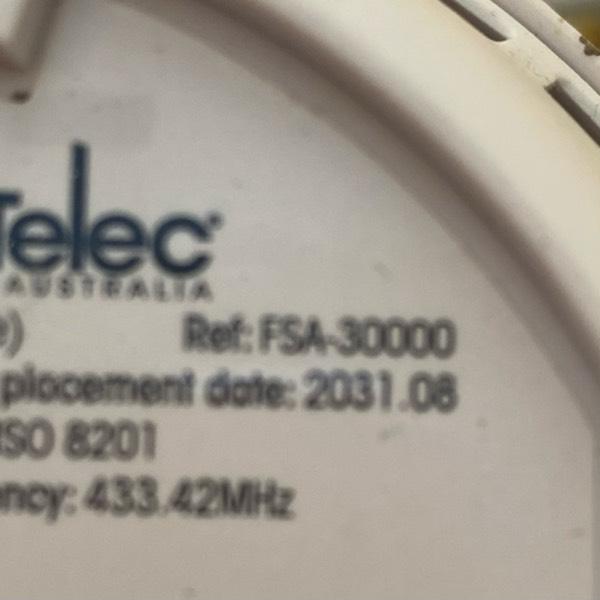 Telec
AUSTRALIA
e) Ref: FSA-30000
placement date: 2031.08
ISO 8201
ency: 433.42MHz